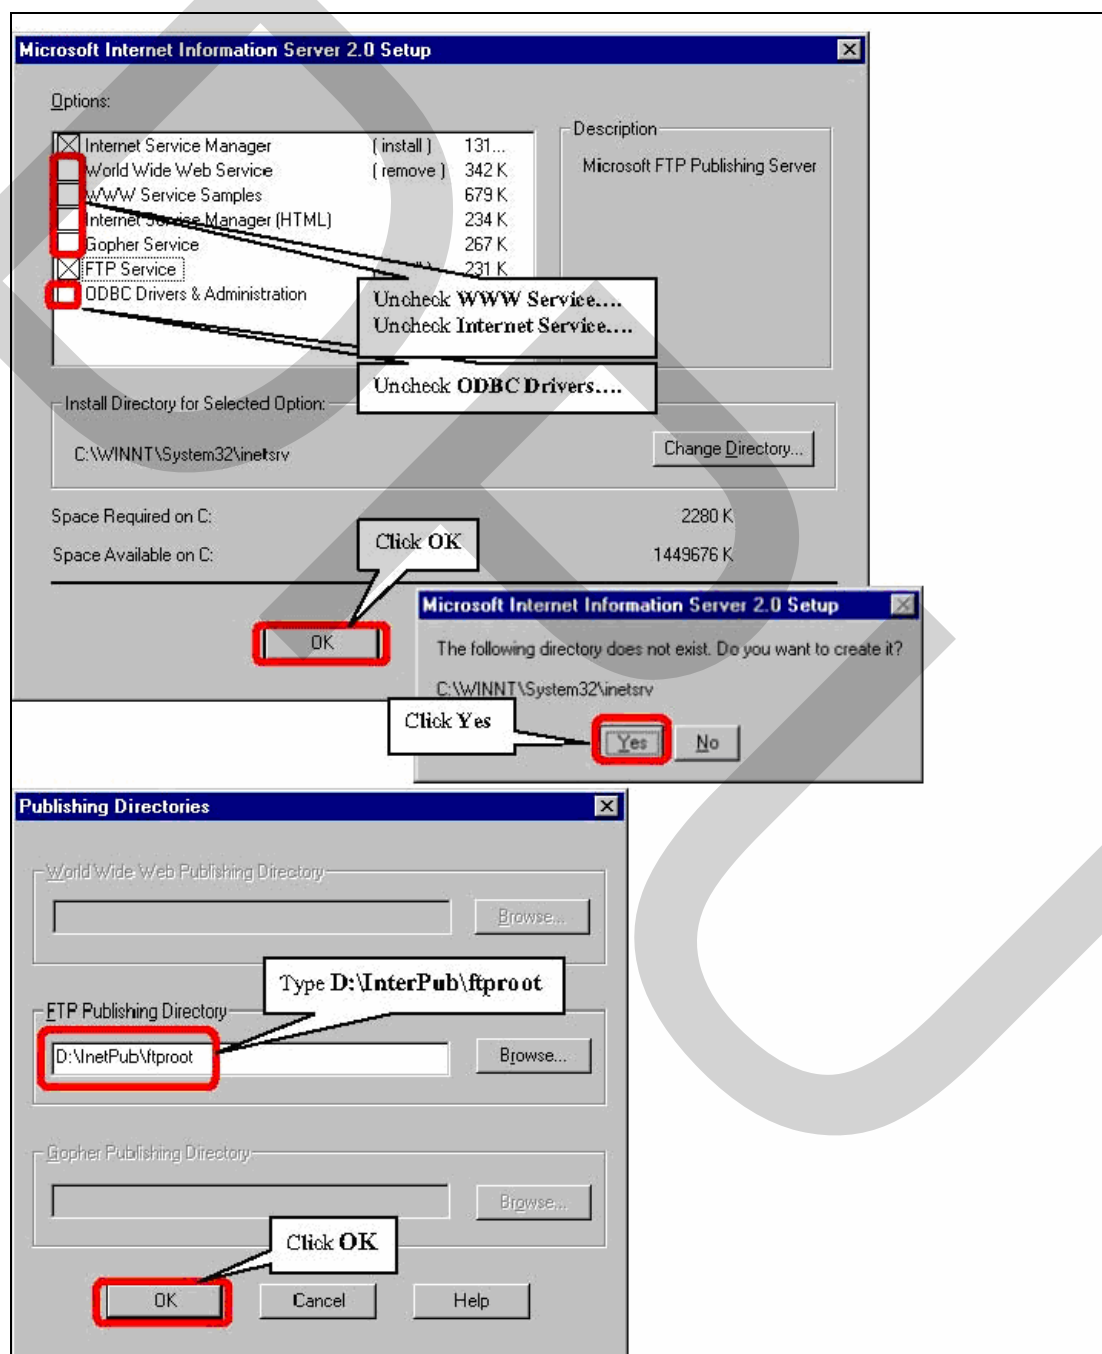 Microsoft Internet Information Server 2.0 Setup
Options:
Internet Service Manager ( install ) 131...
World Wide Web Service ( remove ) 342 K
WWW Service Samples 679 K
Internet Service Manager (HTML) 234 K
Gopher Service 267 K
FTP Service 231 K
ODBC Drivers & Administration
Description
Microsoft FTP Publishing Server
Uncheck WWW Service....
Uncheck Internet Service....
Uncheck ODBC Drivers....
Install Directory for Selected Option:
C:\WINNT\System32\inetsrv
Change Directory...
Space Required on C: 2280 K
Space Available on C: 1449676 K
Click OK
OK
Microsoft Internet Information Server 2.0 Setup
The following directory does not exist. Do you want to create it?
C:\WINNT\System32\inetsrv
Click Yes
Yes No
Publishing Directories
World Wide Web Publishing Directory
Browse...
Type D:\InterPub\ftproot
FTP Publishing Directory
D:\InetPub\ftproot
Browse...
Gopher Publishing Directory
Browse...
Click OK
OK Cancel Help
DPU